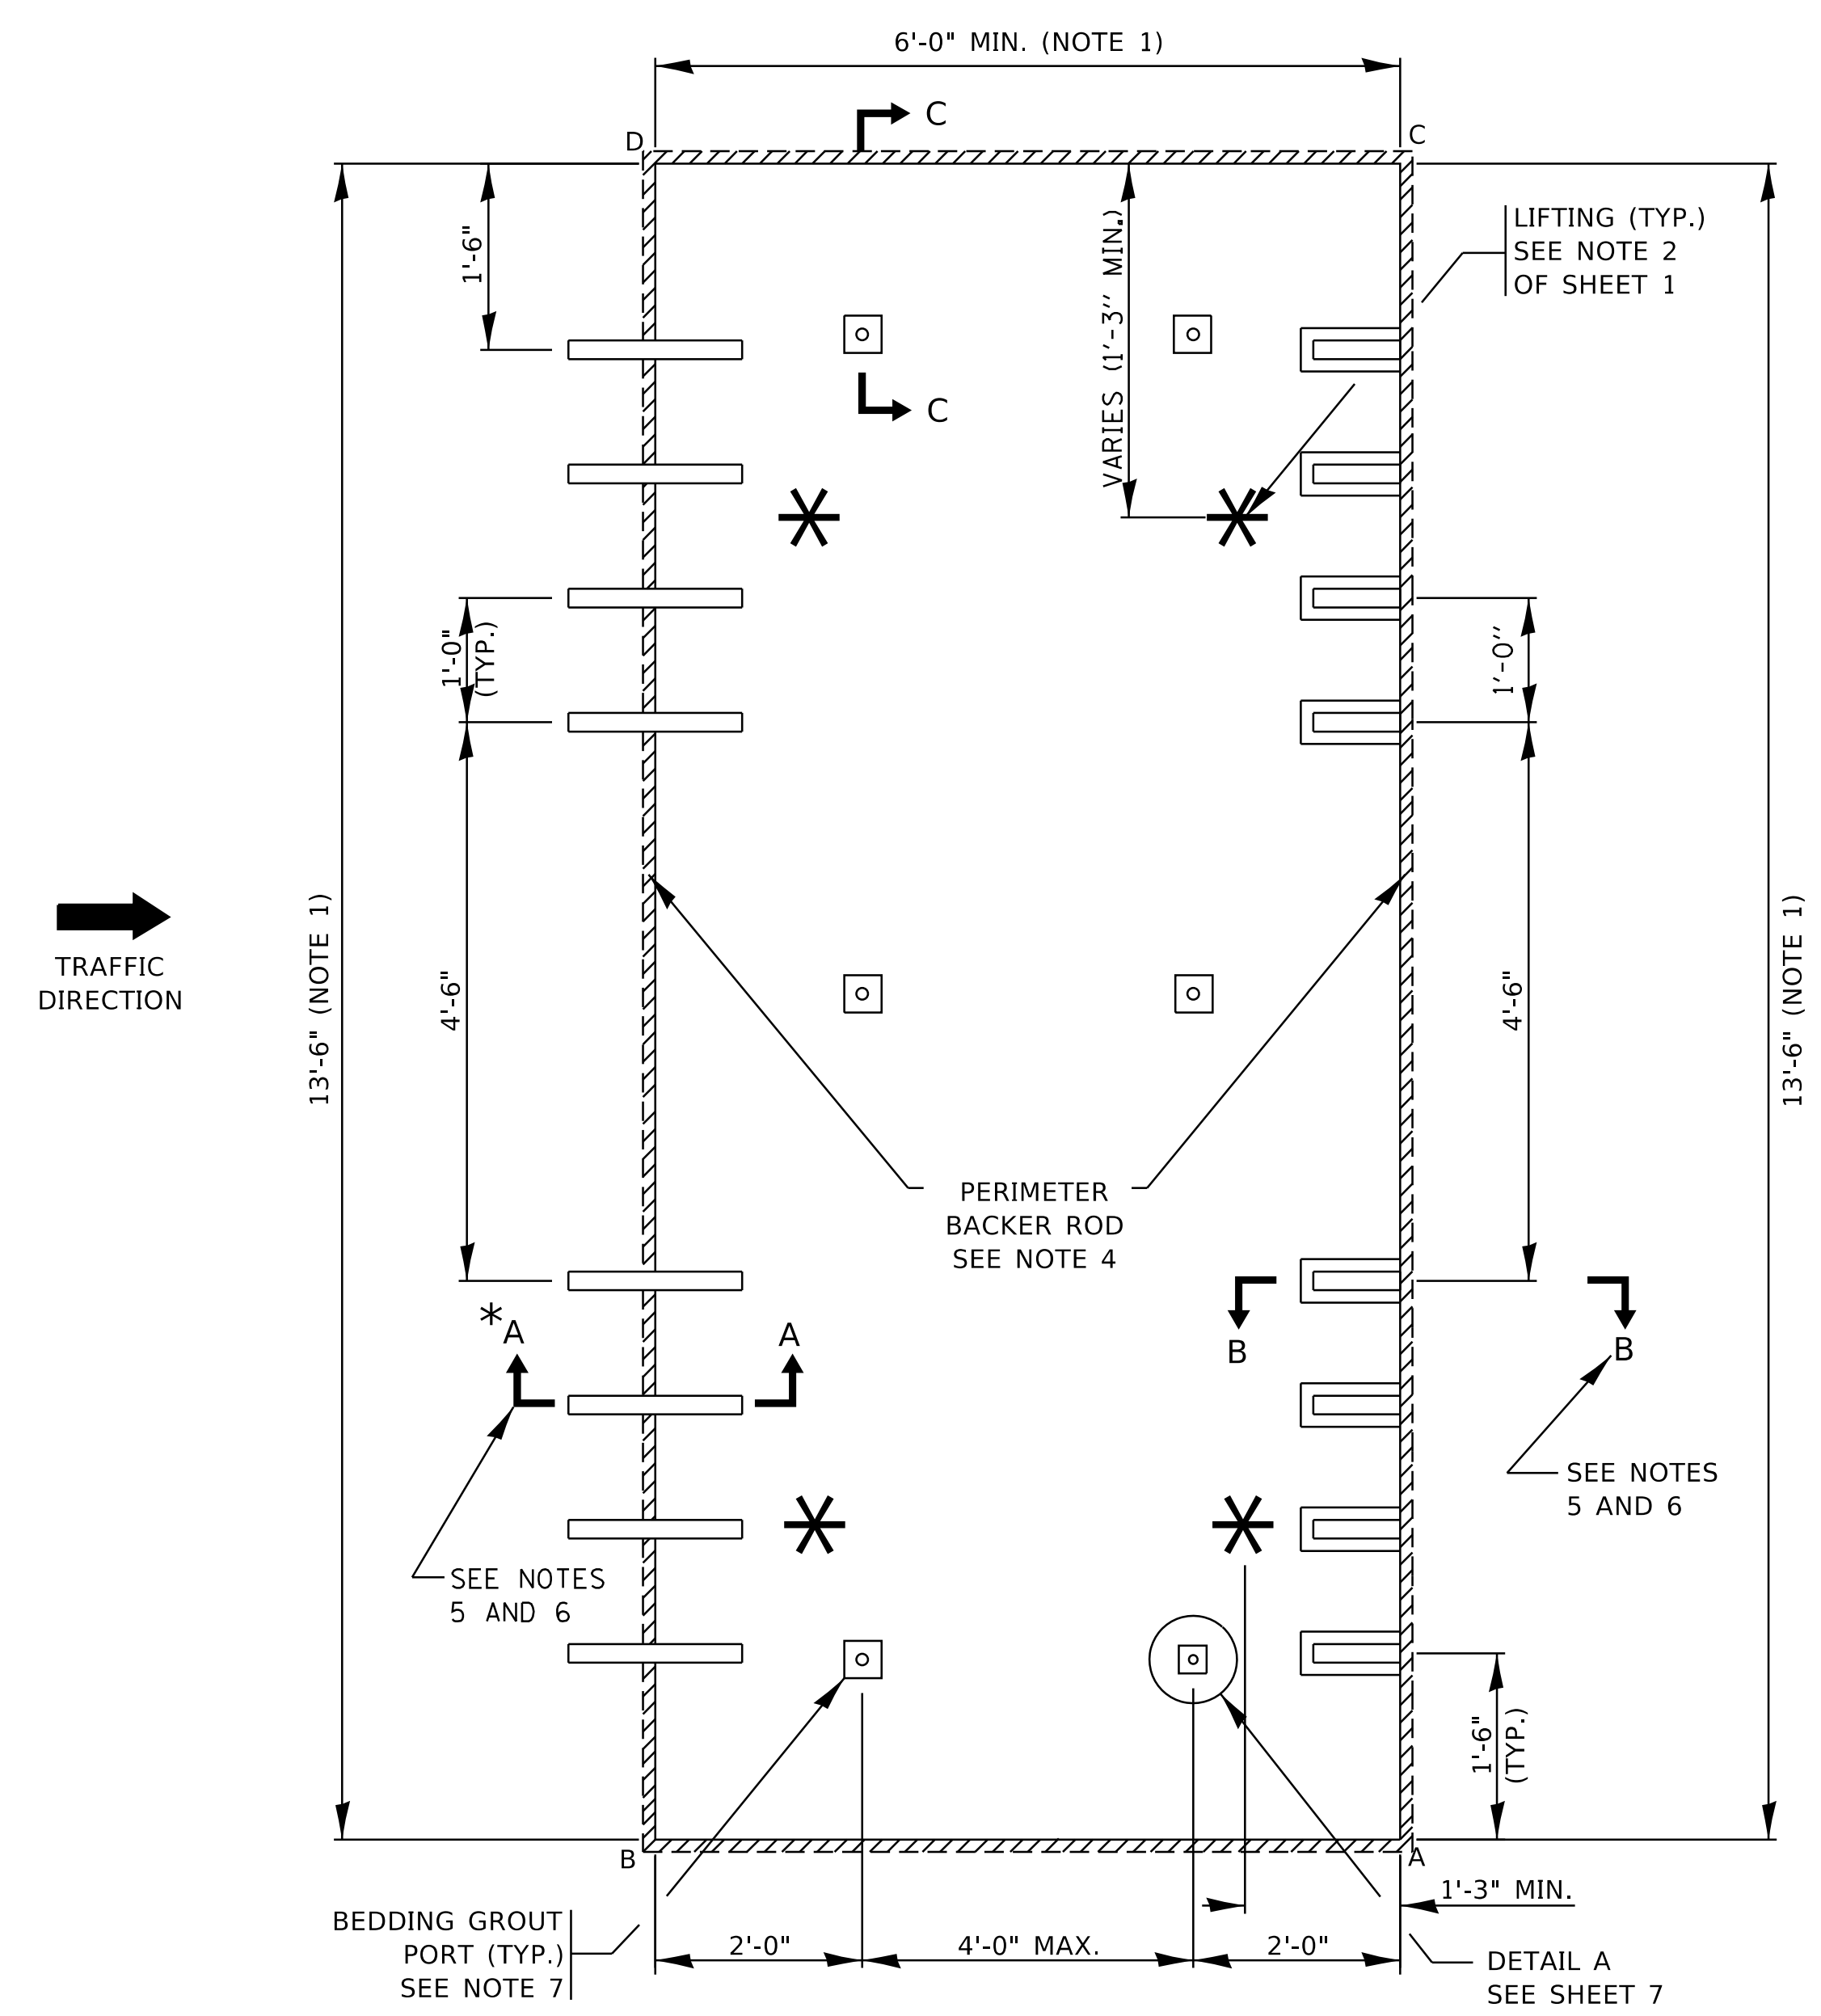 6'-0" MIN. (NOTE 1)
C
D
C
1'-6"
VARIES (1'-3" MIN.)
LIFTING (TYP.)
SEE NOTE 2
OF SHEET 1
C
1'-0"
(TYP.)
1'-0"
TRAFFIC
DIRECTION
13'-6" (NOTE 1)
4'-6"
4'-6"
13'-6" (NOTE 1)
PERIMETER
BACKER ROD
SEE NOTE 4
*A
A
B
B
SEE NOTES
5 AND 6
SEE NOTES
5 AND 6
1'-6"
(TYP.)
B
A
1'-3" MIN.
BEDDING GROUT
PORT (TYP.)
SEE NOTE 7
2'-0"
4'-0" MAX.
2'-0"
DETAIL A
SEE SHEET 7